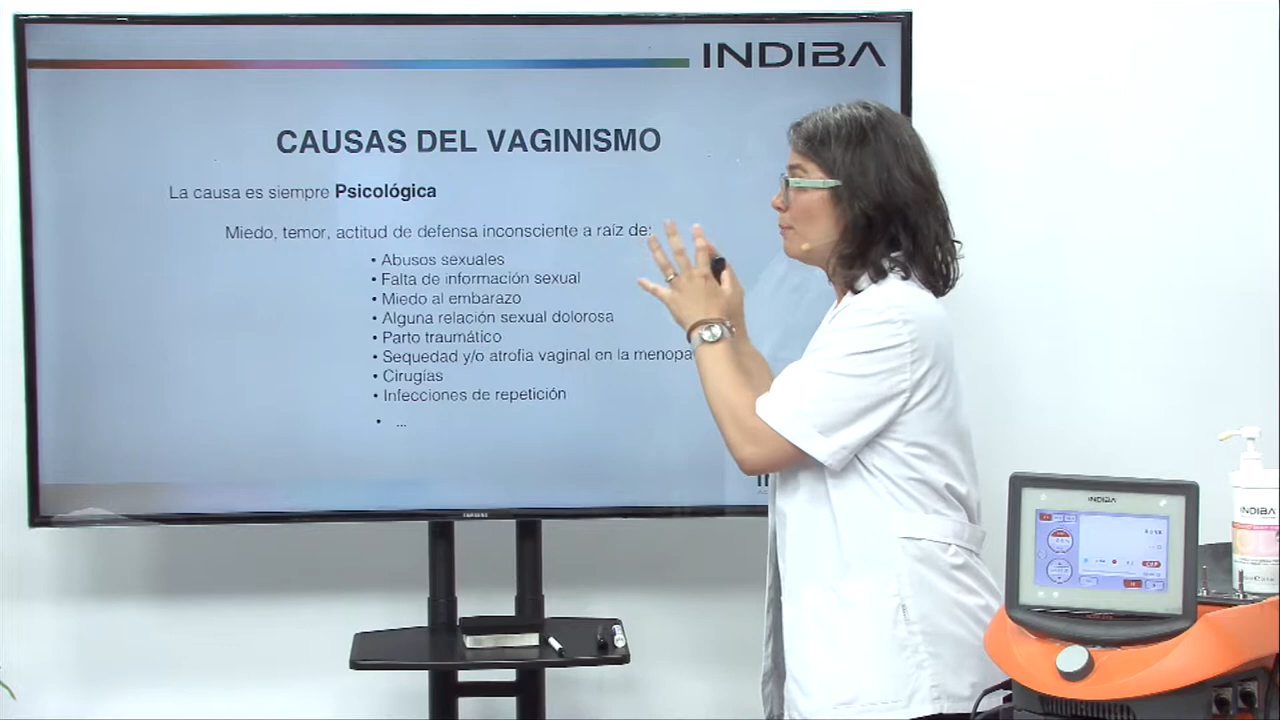 INDIBA
CAUSAS DEL VAGINISMO
La causa es siempre Psicológica
Miedo, temor, actitud de defensa inconsciente a raíz de:
• Abusos sexuales
• Falta de información sexual
• Miedo al embarazo
• Alguna relación sexual dolorosa
• Parto traumático
• Sequedad y/o atrofia vaginal en la menopa
• Cirugías
• Infecciones de repetición
• ...
SAMSUNG
INDIBA
INDIBA